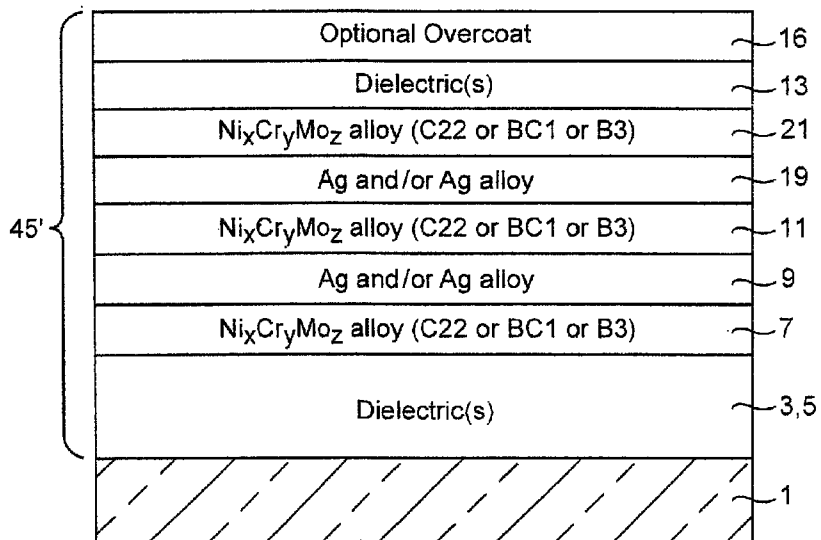 Optional Overcoat 16
Dielectric(s) 13
NixCryMoz alloy (C22 or BC1 or B3) 21
Ag and/or Ag alloy 19
45' NixCryMoz alloy (C22 or BC1 or B3) 11
Ag and/or Ag alloy 9
NixCryMoz alloy (C22 or BC1 or B3) 7
Dielectric(s) 3,5
1